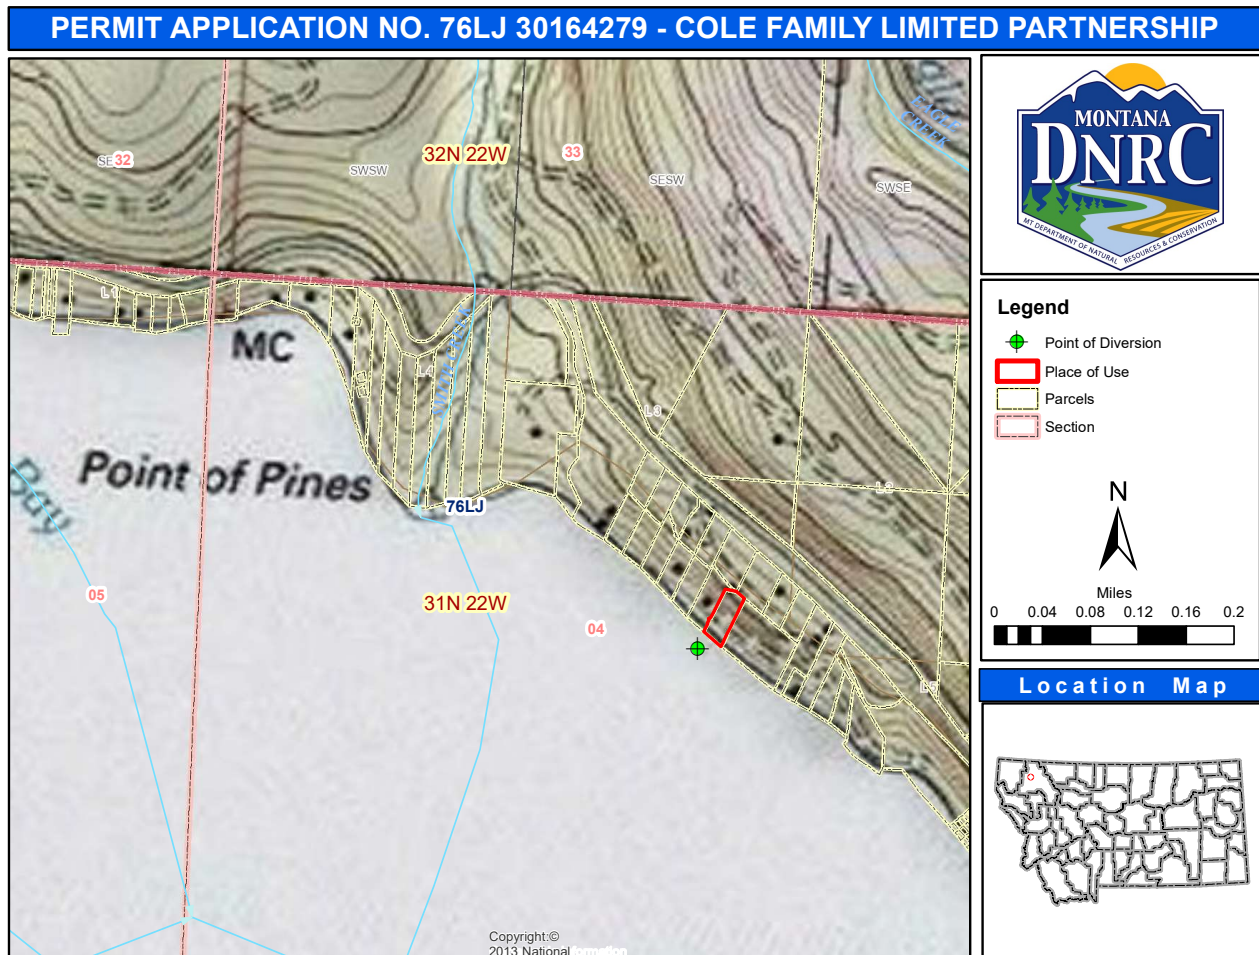 PERMIT APPLICATION NO. 76LJ 30164279 - COLE FAMILY LIMITED PARTNERSHIP
EAGLE
CREEK
32N 22W
33
SE
32
SWSW
SESW
SWSE
L1
MC
L4
L3
L2
Point of Pines
Bay
76LJ
05
31N 22W
04
L5
Copyright:©
2013 National
MONTANA
DNRC
MT DEPARTMENT OF NATURAL RESOURCES & CONSERVATION
Legend
Point of Diversion
Place of Use
Parcels
Section
N
Miles
0 0.04 0.08 0.12 0.16 0.2
Location Map